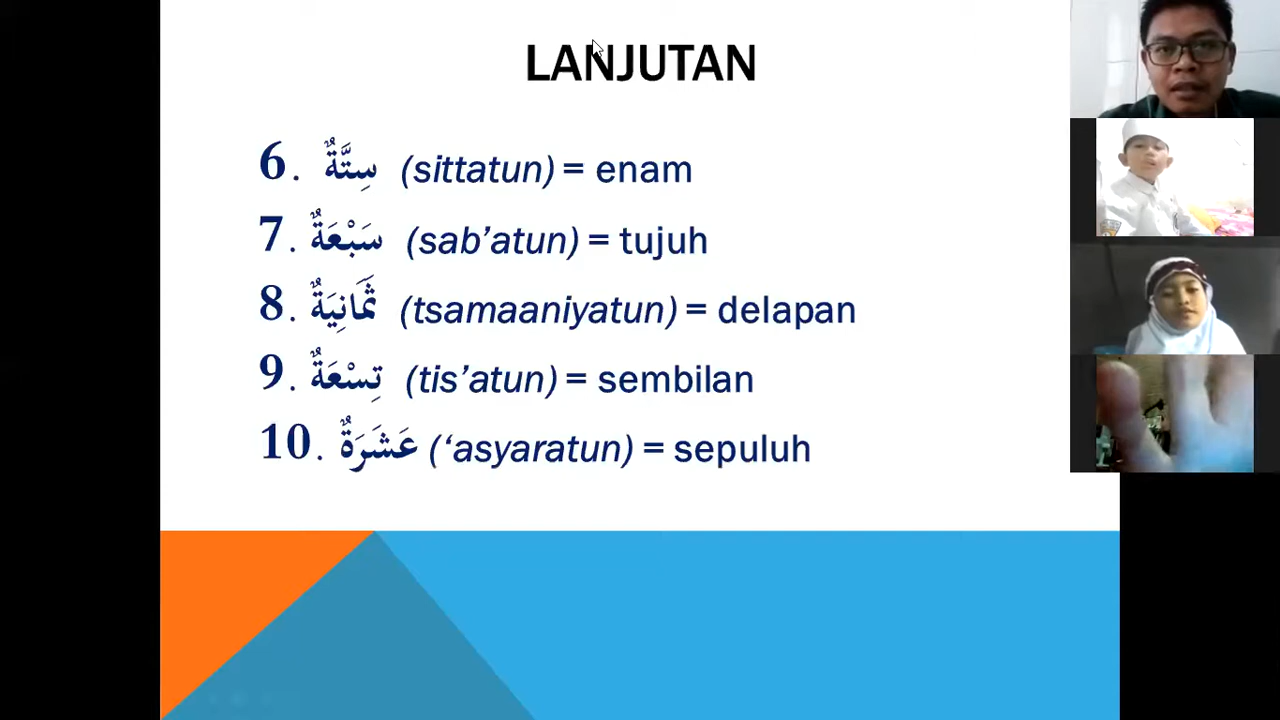 LANJUTAN
6. سِتَّةٌ (sittatun) = enam
7. سَبْعَةٌ (sab’atun) = tujuh
8. ثَمَانِيَةٌ (tsamaaniyatun) = delapan
9. تِسْعَةٌ (tis’atun) = sembilan
10. عَشَرَةٌ (‘asyaratun) = sepuluh